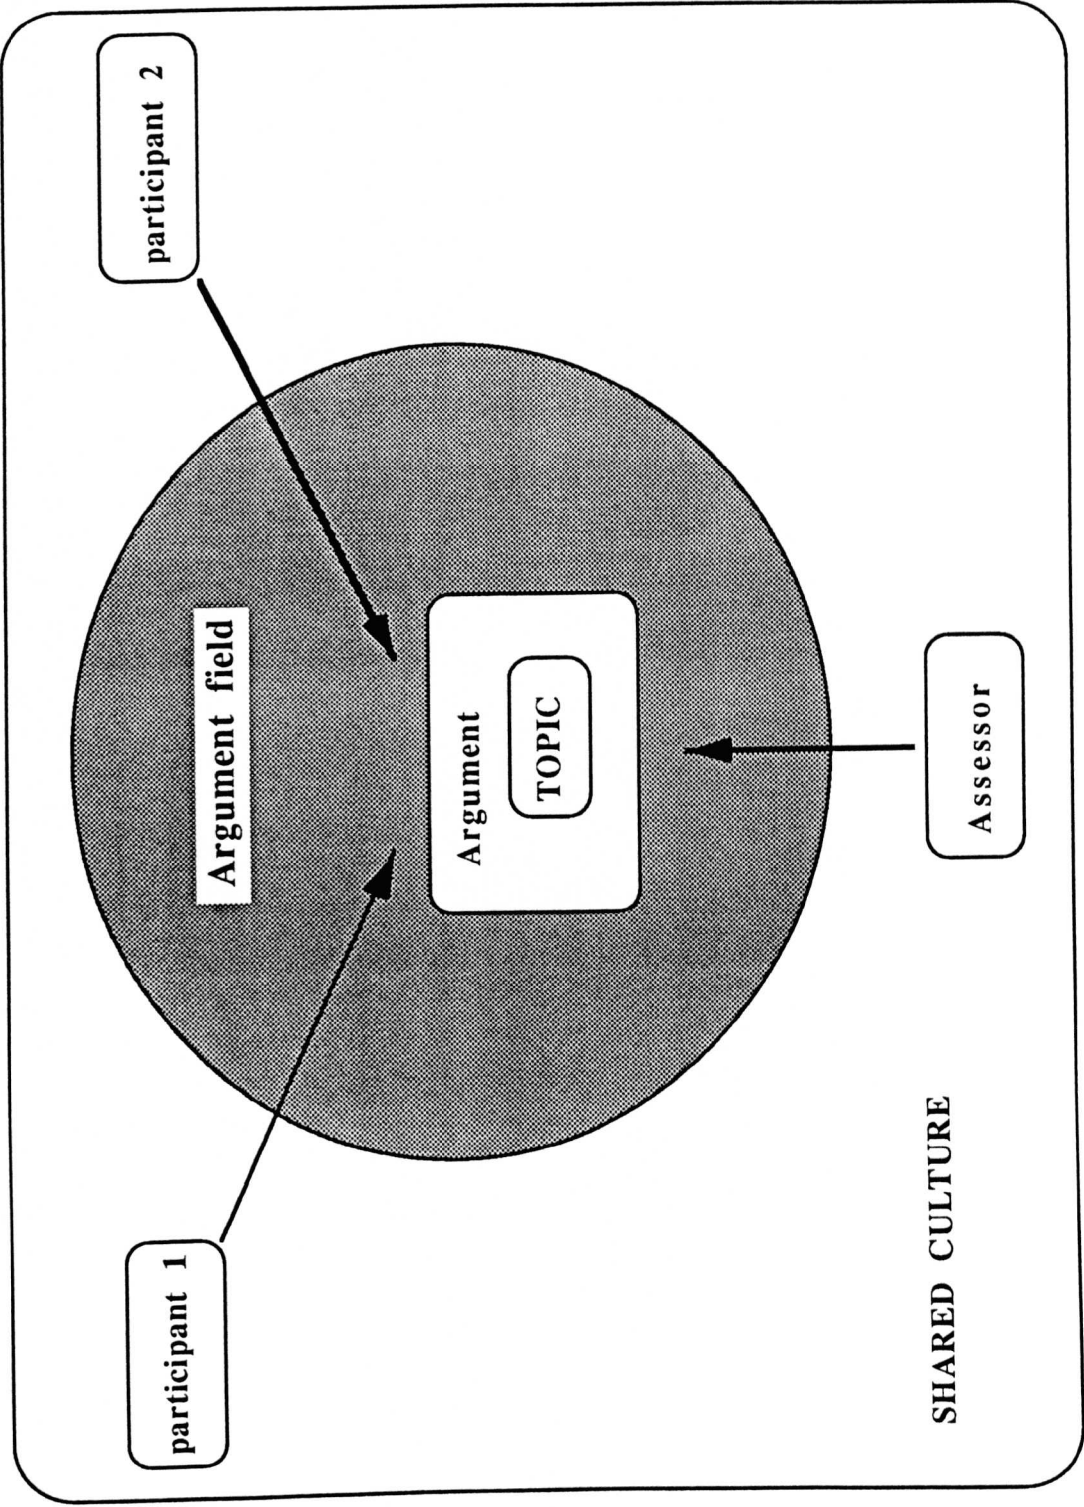 participant 1
participant 2
Argument field
Argument
TOPIC
Assessor
SHARED CULTURE